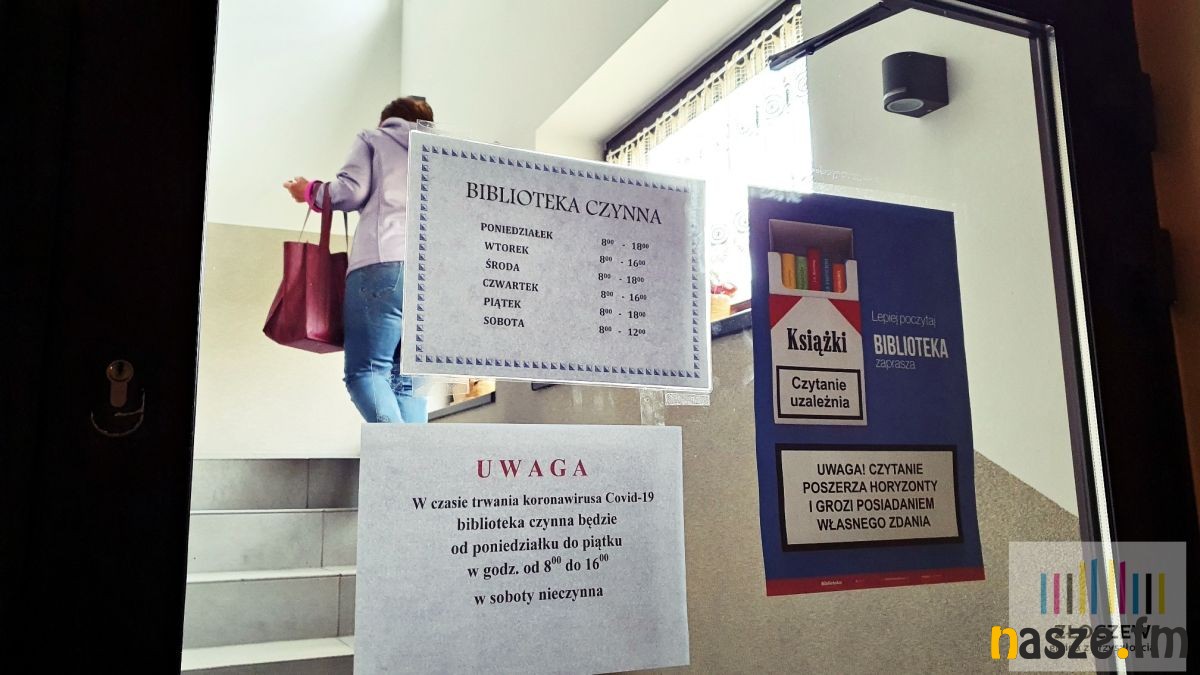 BIBLIOTEKA CZYNNA
PONIEDZIAŁEK 8⁰⁰ - 18⁰⁰
WTOREK 8⁰⁰ - 16⁰⁰
ŚRODA 8⁰⁰ - 18⁰⁰
CZWARTEK 8⁰⁰ - 16⁰⁰
PIĄTEK 8⁰⁰ - 18⁰⁰
SOBOTA 8⁰⁰ - 12⁰⁰
UWAGA
W czasie trwania koronawirusa Covid-19
biblioteka czynna będzie
od poniedziałku do piątku
w godz. od 8⁰⁰ do 16⁰⁰
w soboty nieczynna
Książki
Czytanie
uzależnia
Lepiej poczytaj
BIBLIOTEKA
zaprasza
UWAGA! CZYTANIE
POSZERZA HORYZONTY
I GROZI POSIADANIEM
WŁASNEGO ZDANIA
ZŁOCZEW
nasze.fm